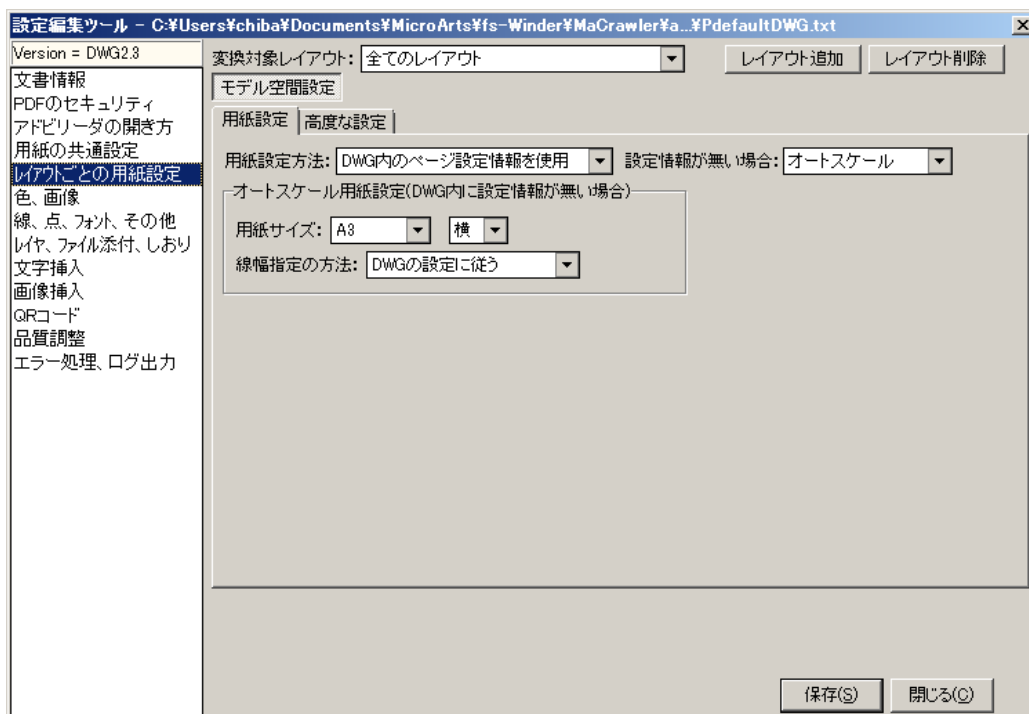 設定編集ツール - C:¥Users¥chiba¥Documents¥MicroArts¥fs-Winder¥MaCrawler¥a...¥PdefaultDWG.txt
Version = DWG2.3
文書情報
PDFのセキュリティ
アドビリーダの開き方
用紙の共通設定
レイアウトごとの用紙設定
色、画像
線、点、フォント、その他
レイヤ、ファイル添付、しおり
文字挿入
画像挿入
QRコード
品質調整
エラー処理、ログ出力
変換対象レイアウト: 全てのレイアウト レイアウト追加 レイアウト削除
モデル空間設定
用紙設定 高度な設定
用紙設定方法: DWG内のページ設定情報を使用 設定情報が無い場合: オートスケール
オートスケール用紙設定(DWG内に設定情報が無い場合)
用紙サイズ: A3 横
線幅指定の方法: DWGの設定に従う
保存(S) 閉じる(C)